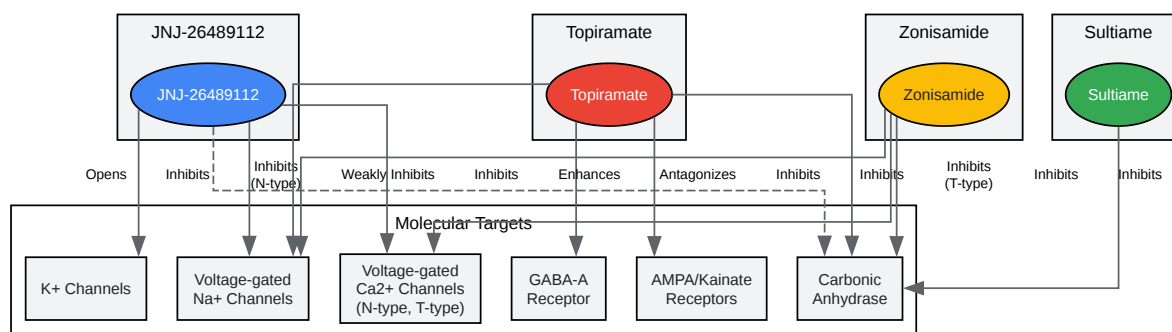 JNJ-26489112
Topiramate
Zonisamide
Sultiame
JNJ-26489112
Topiramate
Zonisamide
Sultiame
Opens
Inhibits
Inhibits
(N-type)
Weakly Inhibits
Inhibits
Enhances
Antagonizes
Inhibits
Inhibits
Inhibits
(T-type)
Inhibits
Inhibits
Molecular Targets
K+ Channels
Voltage-gated
Na+ Channels
Voltage-gated
Ca2+ Channels
(N-type, T-type)
GABA-A
Receptor
AMPA/Kainate
Receptors
Carbonic
Anhydrase